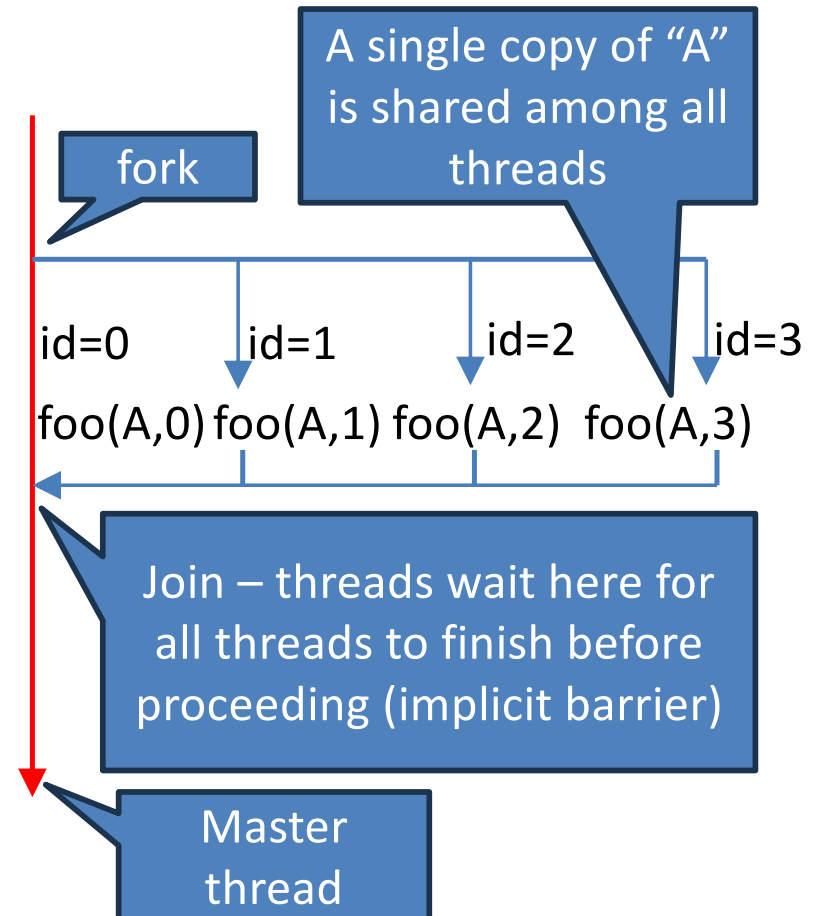 A single copy of “A”
is shared among all
threads
fork
id=0
id=1
id=2
id=3
foo(A,0)
foo(A,1)
foo(A,2)
foo(A,3)
Join – threads wait here for
all threads to finish before
proceeding (implicit barrier)
Master
thread